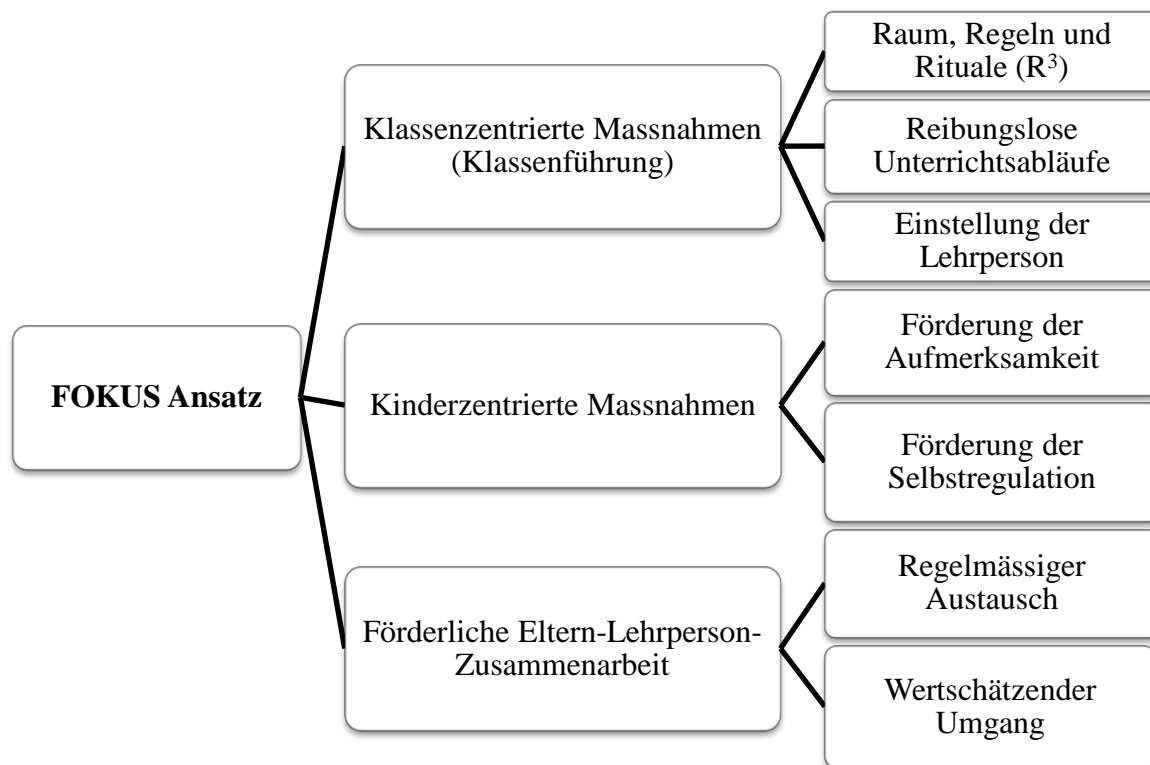 FOKUS Ansatz
Klassenzentrierte Massnahmen
(Klassenführung)
Raum, Regeln und
Rituale (R³)
Reibungslose
Unterrichtsabläufe
Einstellung der
Lehrperson
Kinderzentrierte Massnahmen
Förderung der
Aufmerksamkeit
Förderung der
Selbstregulation
Förderliche Eltern-Lehrperson-
Zusammenarbeit
Regelmässiger
Austausch
Wertschätzender
Umgang